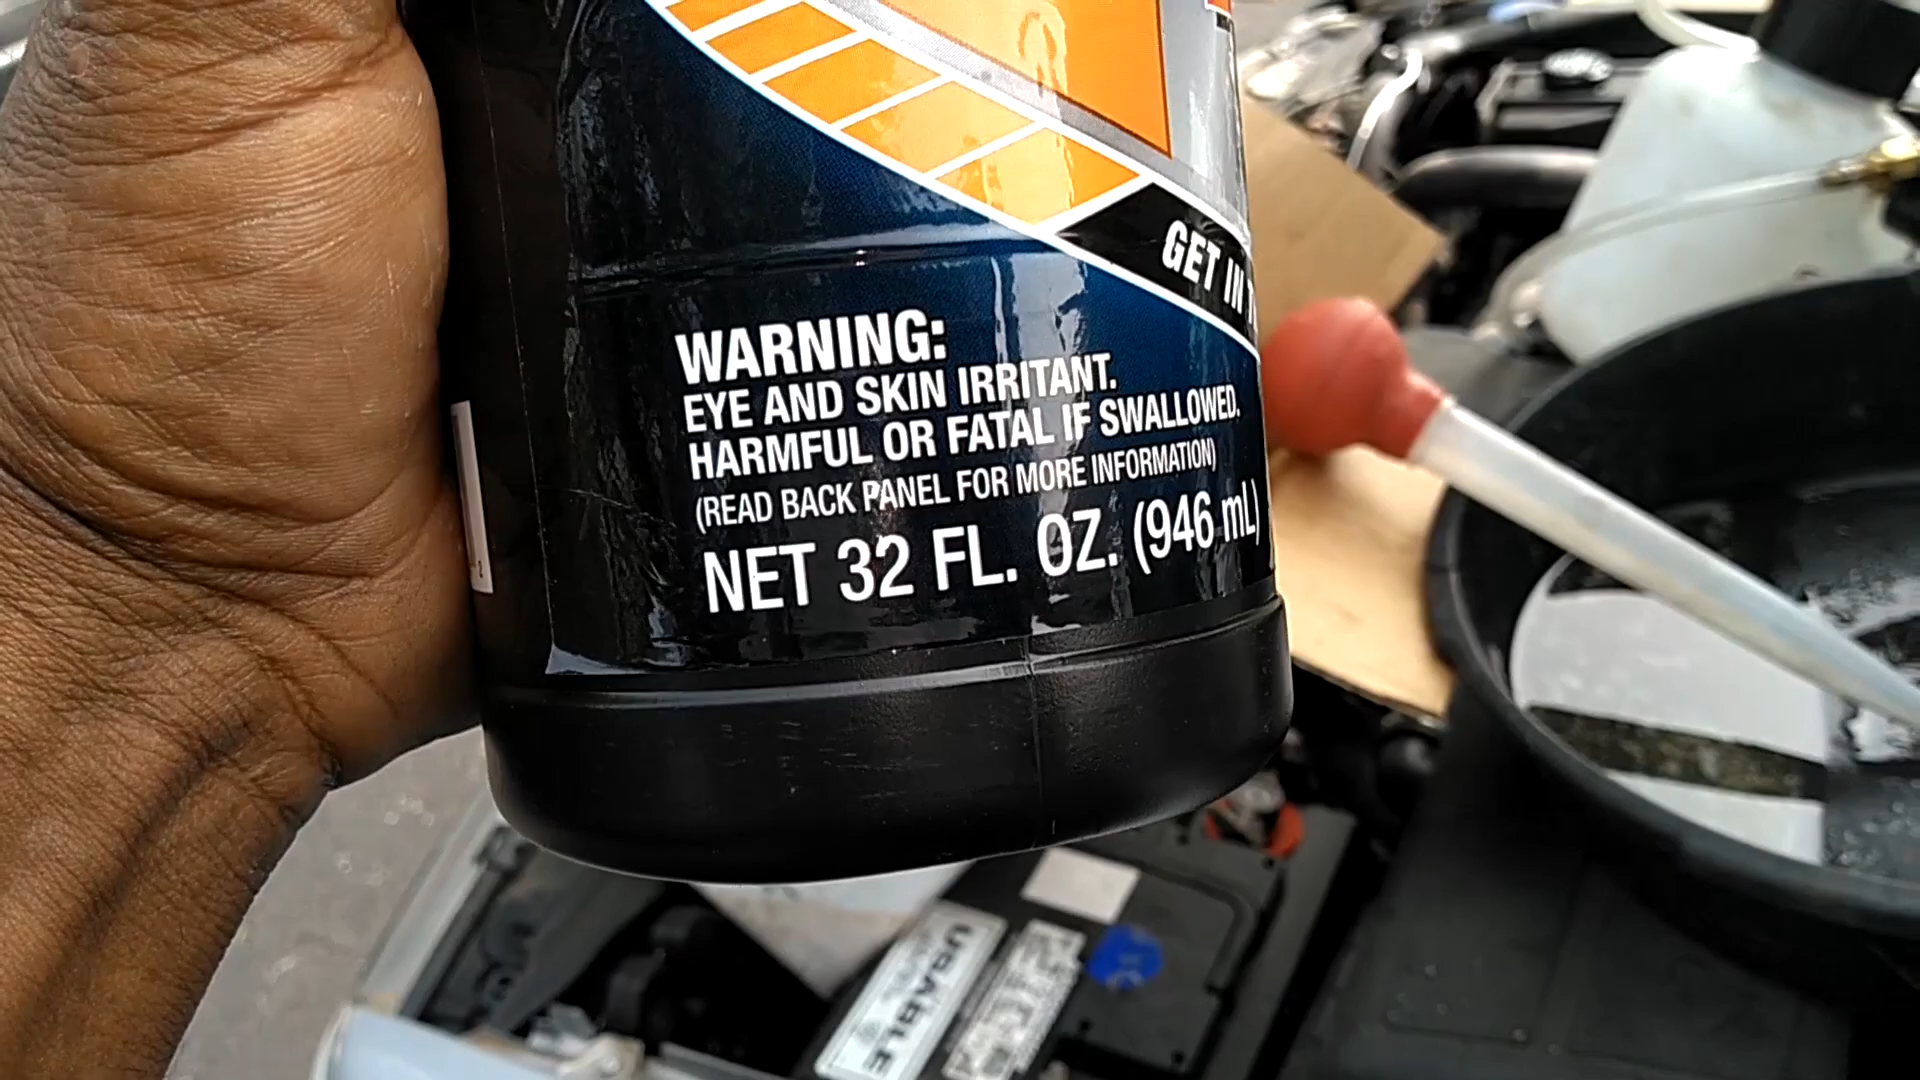 GET IN
WARNING:
EYE AND SKIN IRRITANT.
HARMFUL OR FATAL IF SWALLOWED.
(READ BACK PANEL FOR MORE INFORMATION)
NET 32 FL. OZ. (946 mL)